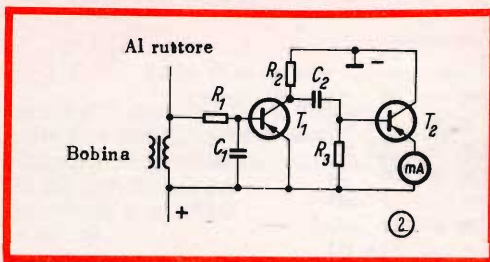 Al ruttore
R2 C2 −
R1 T1 T2
Bobina C1 R3
mA
+ 2.